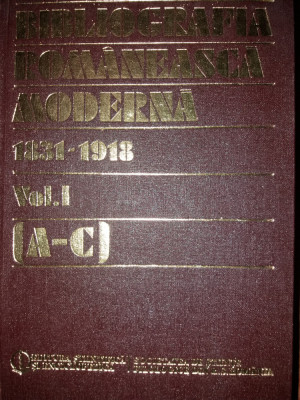 BIBLIOGRAFIA
ROMÂNEASCĂ
MODERNĂ
1831-1918
Vol.I
(A-C)